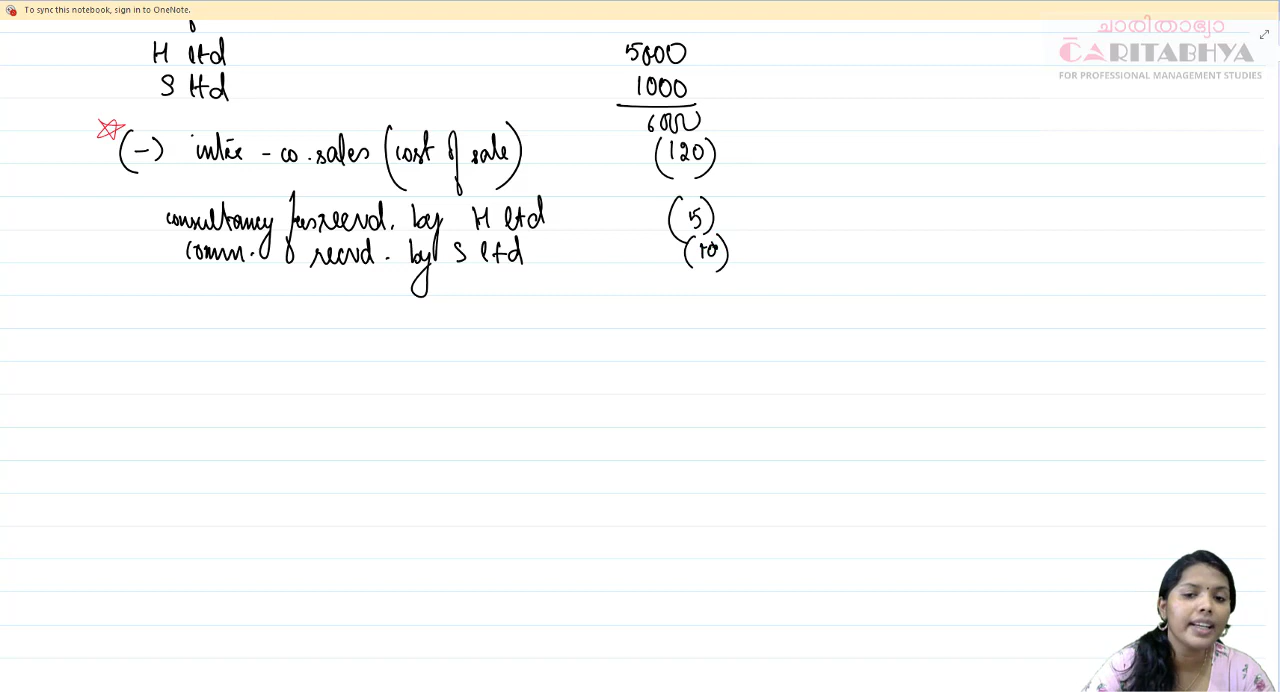 To sync this notebook, sign in to OneNote.
ചാരിതാഭ്യാ
CARITABHYA
FOR PROFESSIONAL MANAGEMENT STUDIES
H Ltd 5000
S Ltd 1000
6000
(-) inter-co.sales (cost of sale) (120)
consultancy fees recvd. by H Ltd (5)
comm. recvd. by S Ltd (10)